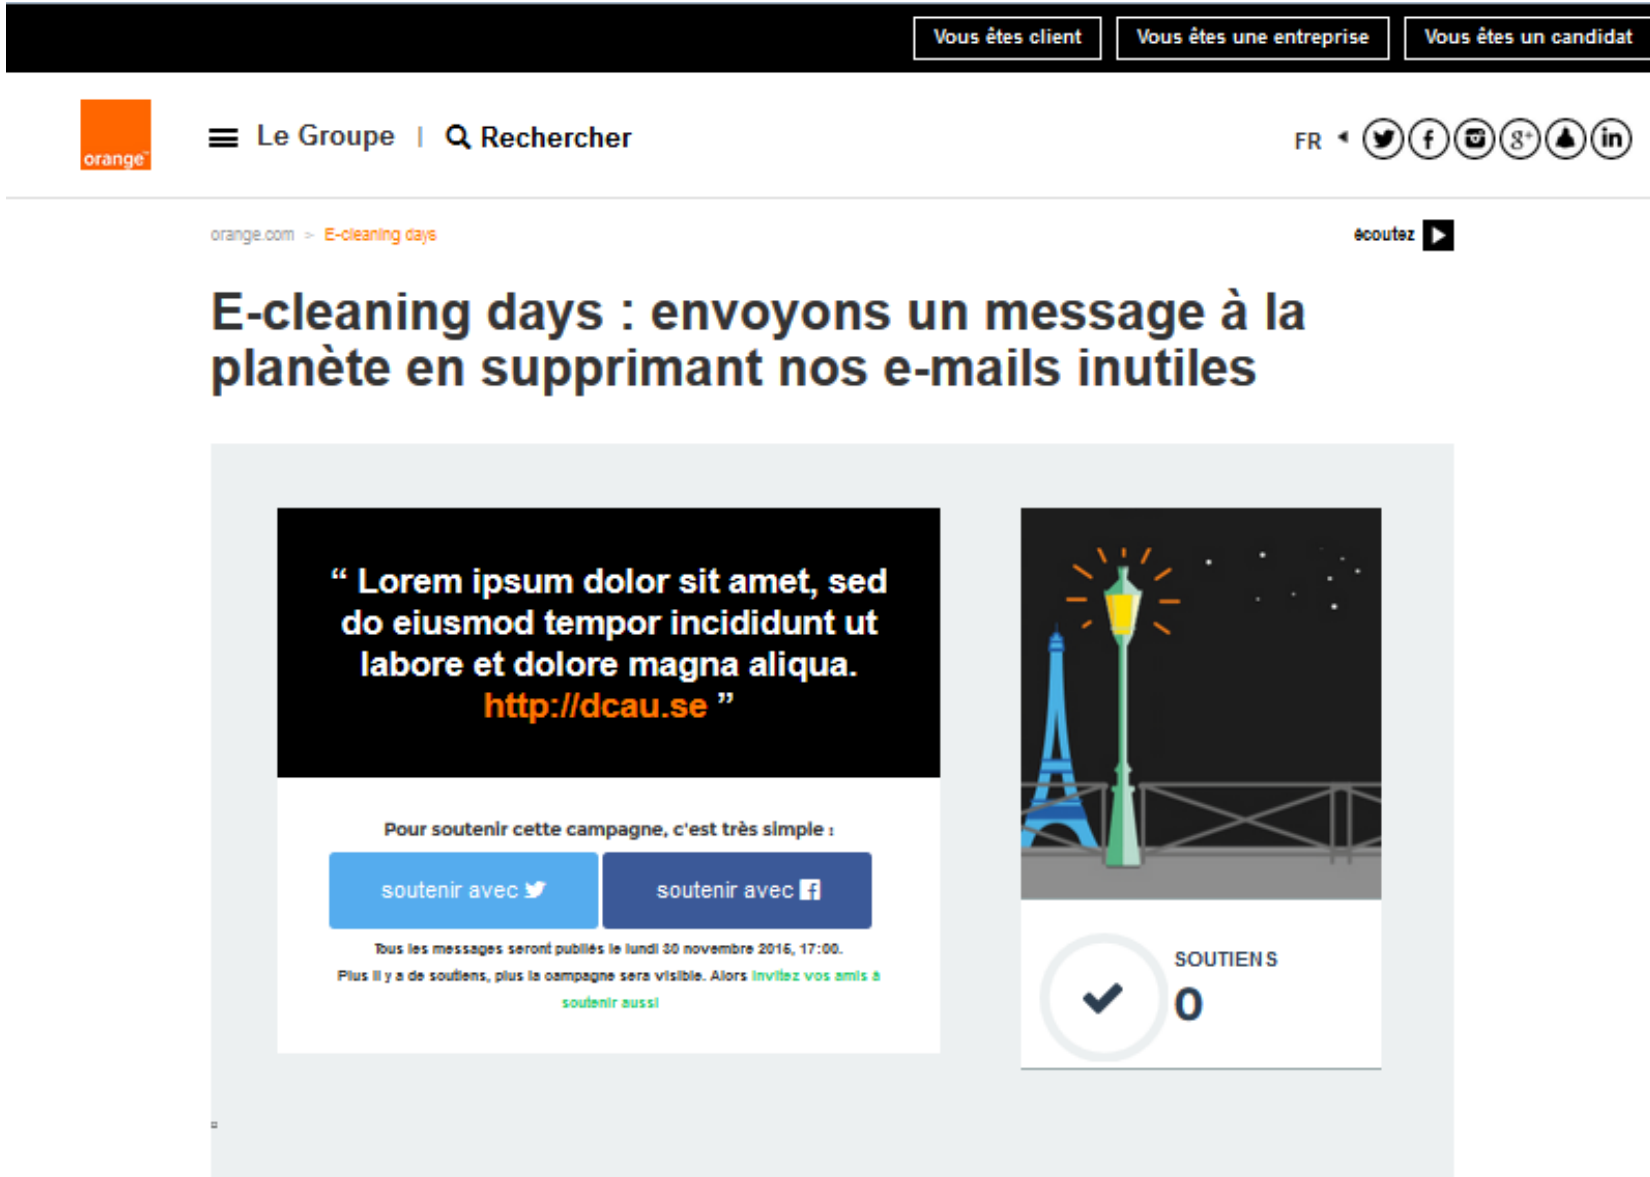 Vous êtes client
Vous êtes une entreprise
Vous êtes un candidat
orange™
Le Groupe | Rechercher
FR
orange.com > E-cleaning days
écoutez
E-cleaning days : envoyons un message à la
planète en supprimant nos e-mails inutiles
“ Lorem ipsum dolor sit amet, sed
do eiusmod tempor incididunt ut
labore et dolore magna aliqua.
http://dcau.se ”
Pour soutenir cette campagne, c'est très simple :
soutenir avec
soutenir avec
Tous les messages seront publiés le lundi 30 novembre 2015, 17:00.
Plus il y a de soutiens, plus la campagne sera visible. Alors invitez vos amis à
soutenir aussi
SOUTIENS
0